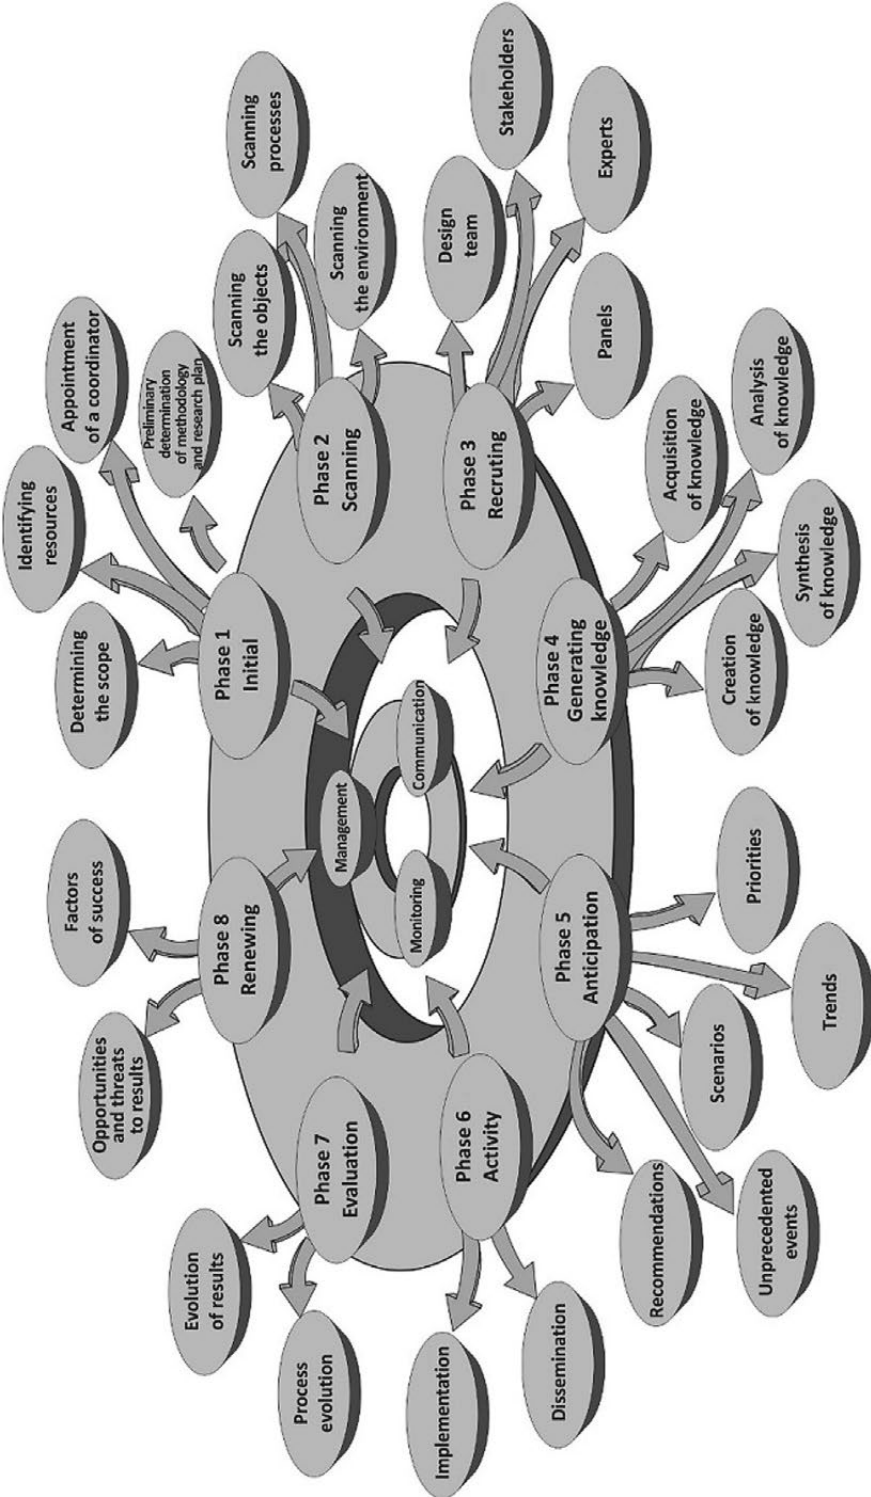 Phase 1
Initial
Determining
the scope
Identifying
resources
Appointment
of a coordinator
Preliminary
determination
of methodology
and research plan
Phase 2
Scanning
Scanning
the objects
Scanning
processes
Scanning
the environment
Phase 3
Recruting
Design
team
Stakeholders
Experts
Panels
Phase 4
Generating
knowledge
Acquisition
of knowledge
Analysis
of knowledge
Synthesis
of knowledge
Creation
of knowledge
Phase 5
Anticipation
Priorities
Trends
Scenarios
Unprecedented
events
Recommendations
Phase 6
Activity
Dissemination
Implementation
Phase 7
Evaluation
Process
evolution
Evolution
of results
Phase 8
Renewing
Opportunities
and threats
to results
Factors
of success
Management
Communication
Monitoring